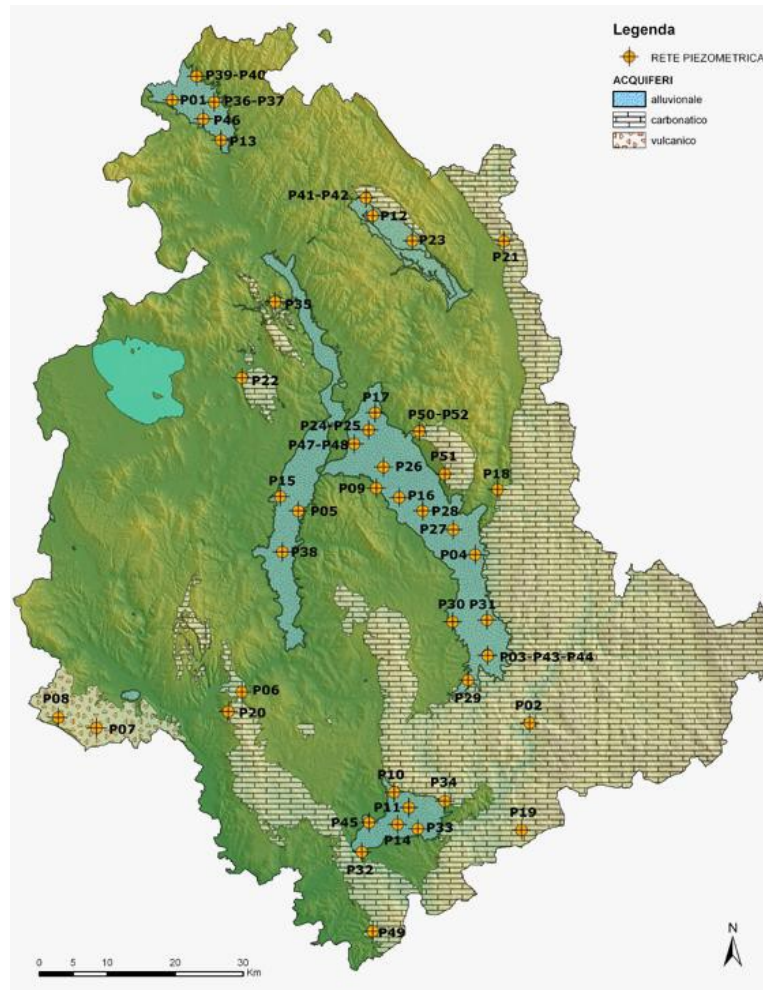 Legenda
RETE PIEZOMETRICA
ACQUIFERI
alluvionale
carbonatico
vulcanico
P39-P40
P01
P36-P37
P46
P13
P41-P42
P12
P23
P21
P35
P22
P17
P24-P25
P50-P52
P47-P48
P26
P51
P09
P18
P15
P16
P05
P28
P27
P38
P04
P30
P31
P03-P43-P44
P29
P06
P08
P20
P02
P07
P10
P34
P11
P45
P14
P33
P19
P32
P49
N
0 10 20 30
Km